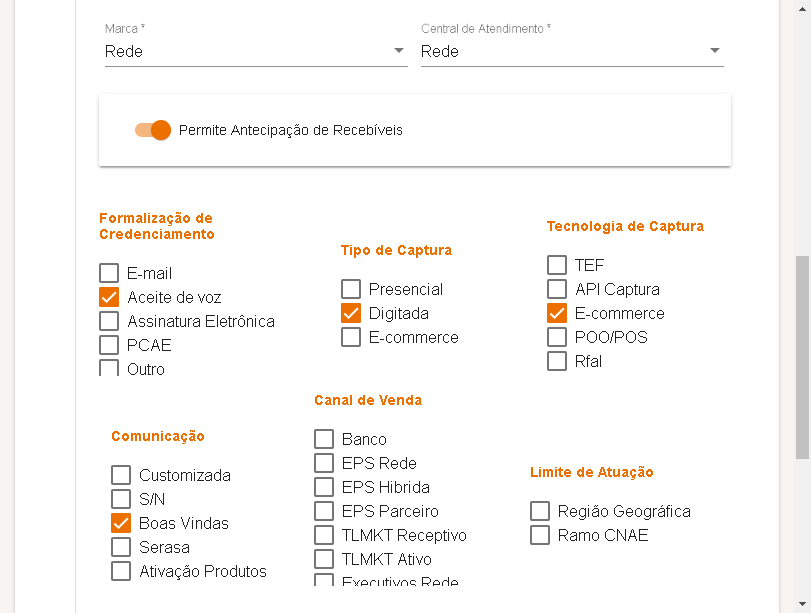 Marca *
Central de Atendimento *
Rede
Rede
Permite Antecipação de Recebíveis
Formalização de
Credenciamento
E-mail
Aceite de voz
Assinatura Eletrônica
PCAE
Outro
Tipo de Captura
Presencial
Digitada
E-commerce
Tecnologia de Captura
TEF
API Captura
E-commerce
POO/POS
Rfal
Comunicação
Customizada
S/N
Boas Vindas
Serasa
Ativação Produtos
Canal de Venda
Banco
EPS Rede
EPS Hibrida
EPS Parceiro
TLMKT Receptivo
TLMKT Ativo
Executivos Rede
Limite de Atuação
Região Geográfica
Ramo CNAE